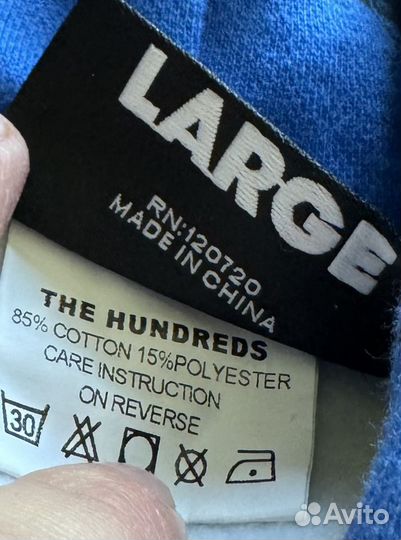 LARGE
RN:120720
MADE IN CHINA
THE HUNDREDS
85% COTTON 15%POLYESTER
CARE INSTRUCTION
ON REVERSE
30
Avito